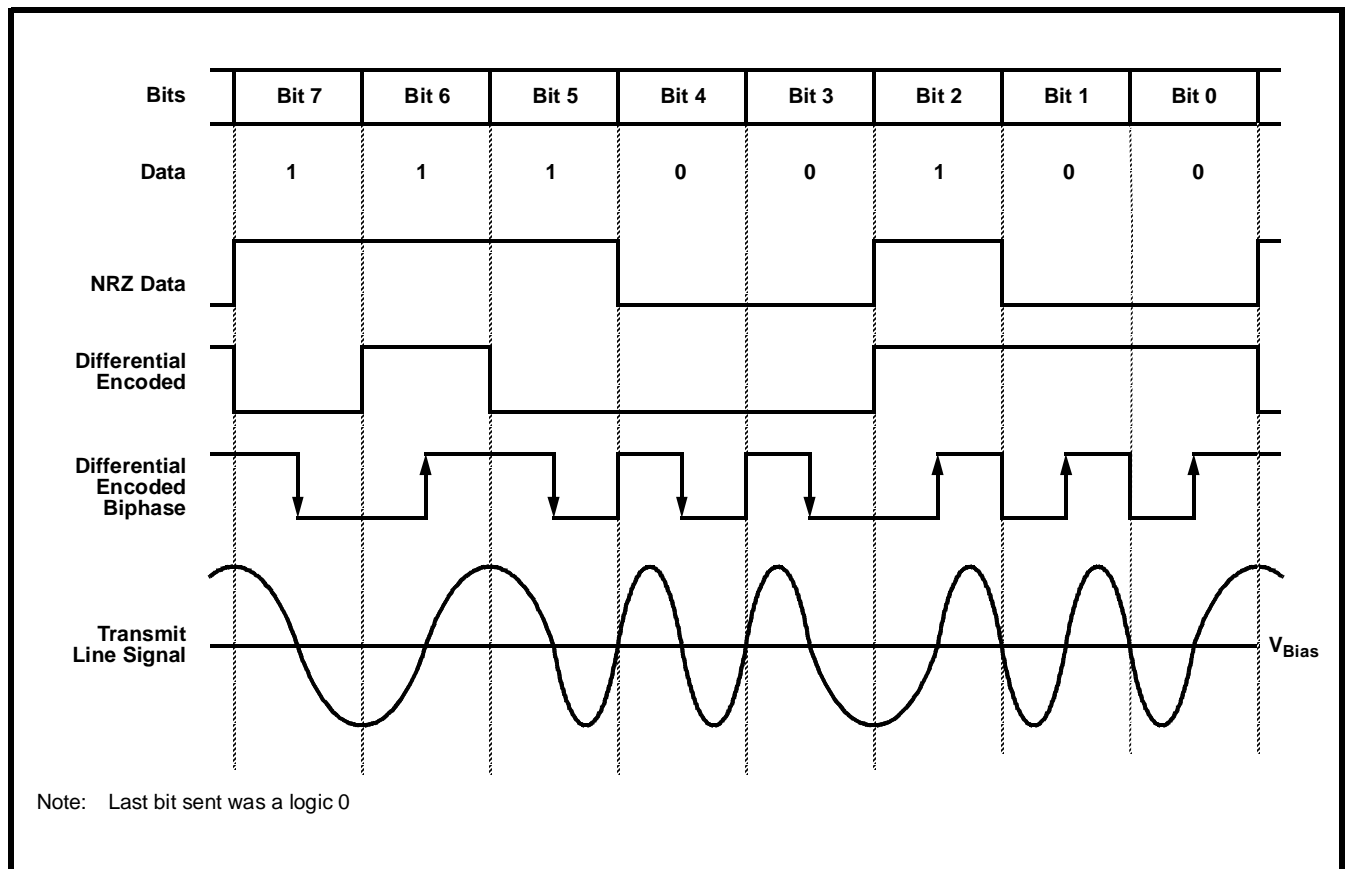 Bits Bit 7 Bit 6 Bit 5 Bit 4 Bit 3 Bit 2 Bit 1 Bit 0
Data 1 1 1 0 0 1 0 0
NRZ Data
Differential
Encoded
Differential
Encoded
Biphase
Transmit
Line Signal
VBias
Note: Last bit sent was a logic 0